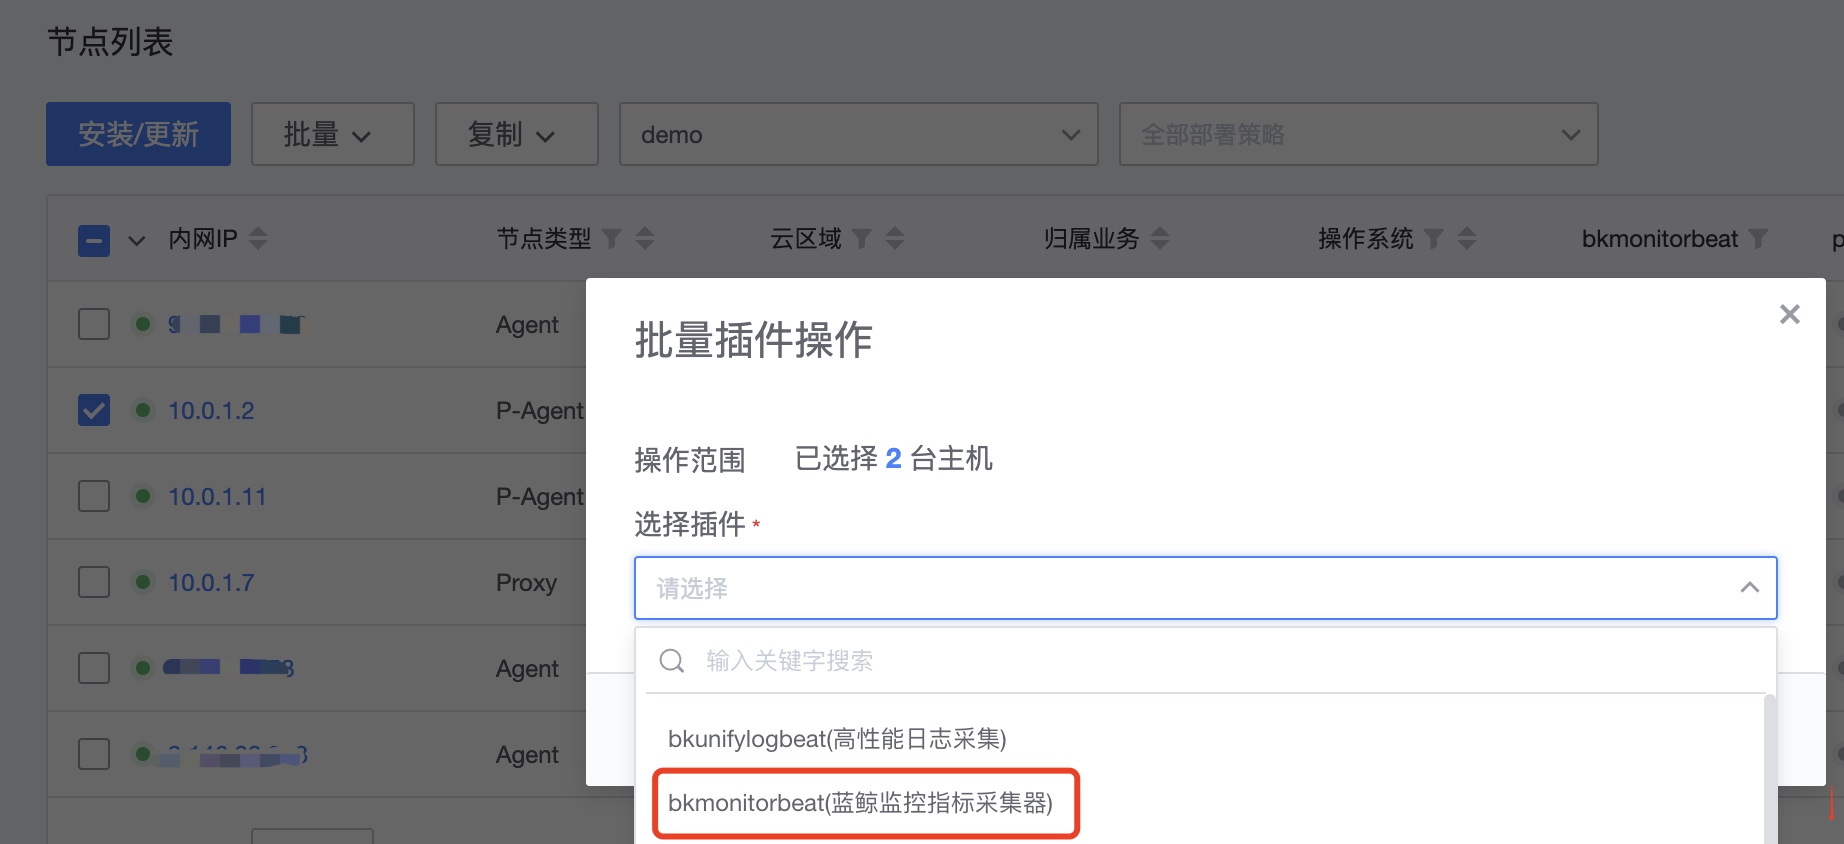 节点列表
安装/更新 批量 复制 demo 全部部署策略
内网IP 节点类型 云区域 归属业务 操作系统 bkmonitorbeat
Agent
批量插件操作
10.0.1.2 P-Agent
操作范围 已选择 2 台主机
10.0.1.11 P-Agent
选择插件 *
10.0.1.7 Proxy
请选择
Agent
输入关键字搜索
Agent
bkunifylogbeat(高性能日志采集)
bkmonitorbeat(蓝鲸监控指标采集器)